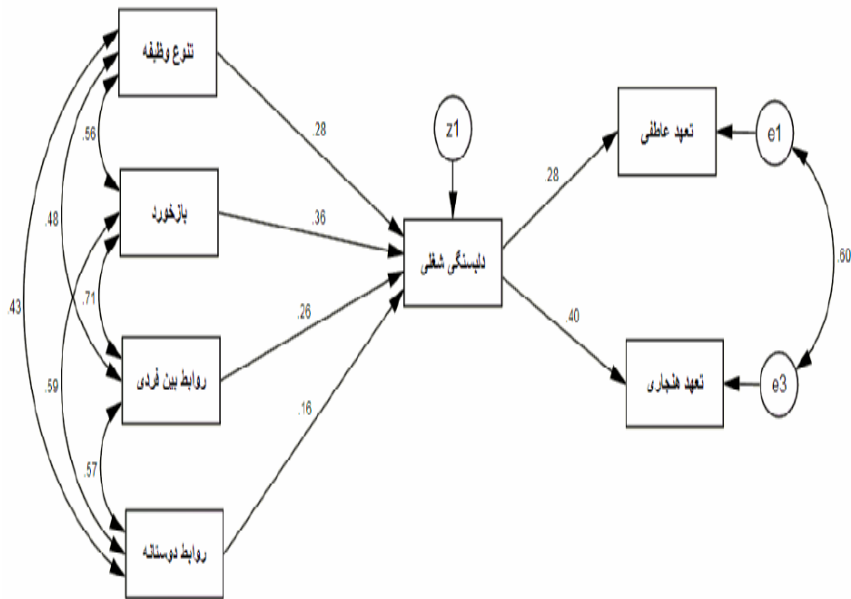 تنوع وظیفه
.56
.28
z1
تعهد عاطفی
e1
.48
بازخورد
.36
.28
دلبستگی شغلی
.60
.43
.71
.26
.40
.59
روابط بین فردی
.16
تعهد هنجاری
e3
.57
روابط دوستانه